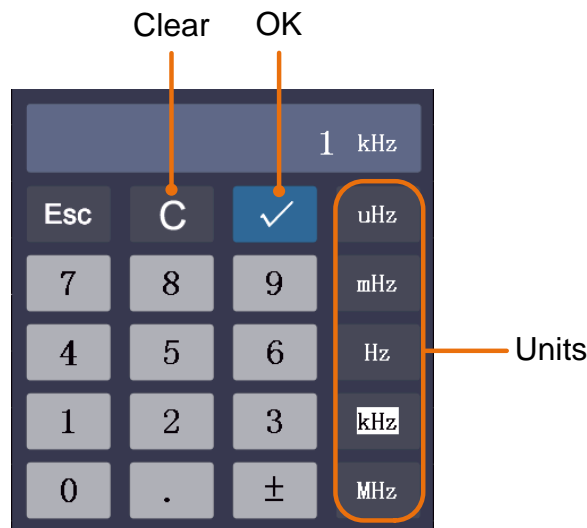 Clear OK
1 kHz
Esc C ✓ uHz
7 8 9 mHz
4 5 6 Hz
Units
1 2 3 kHz
0 . ± MHz